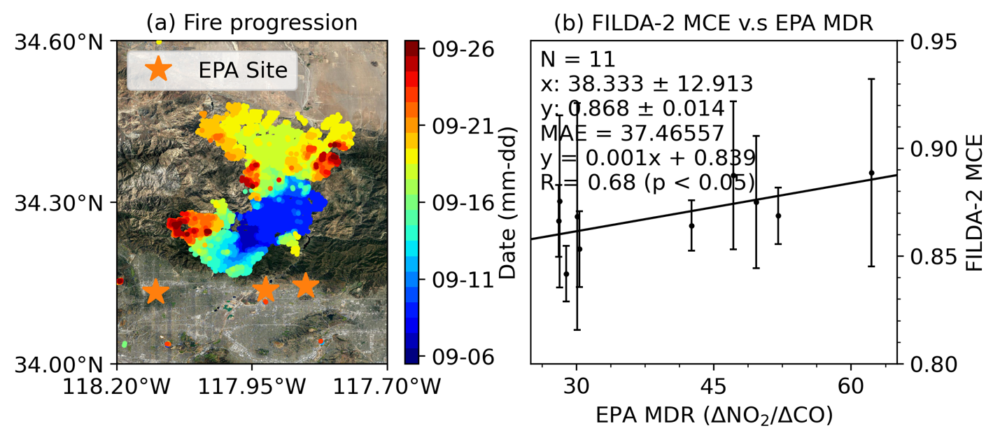 (a) Fire progression
34.60°N
34.30°N
34.00°N
118.20°W
117.95°W
117.70°W
EPA Site
09-26
09-21
09-16
09-11
09-06
Date (mm-dd)
(b) FILDA-2 MCE v.s EPA MDR
N = 11
x: 38.333 ± 12.913
y: 0.868 ± 0.014
MAE = 37.46557
y = 0.001x + 0.839
R = 0.68 (p < 0.05)
0.95
0.90
0.85
0.80
FILDA-2 MCE
30
45
60
EPA MDR (ΔNO₂/ΔCO)